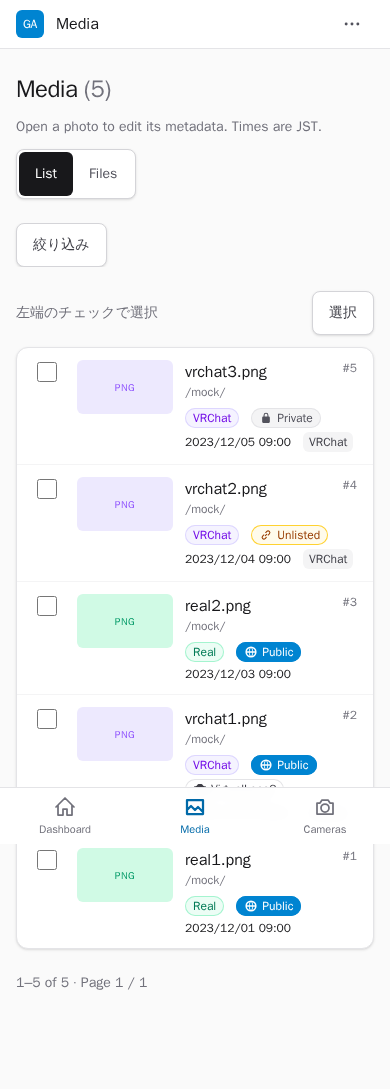 GA Media
Media (5)
Open a photo to edit its metadata. Times are JST.
List Files
絞り込み
左端のチェックで選択 選択
PNG vrchat3.png #5
/mock/
VRChat Private
2023/12/05 09:00 VRChat
PNG vrchat2.png #4
/mock/
VRChat Unlisted
2023/12/04 09:00 VRChat
PNG real2.png #3
/mock/
Real Public
2023/12/03 09:00
PNG vrchat1.png #2
/mock/
VRChat Public
Dashboard Media Cameras
PNG real1.png #1
/mock/
Real Public
2023/12/01 09:00
1–5 of 5 · Page 1 / 1